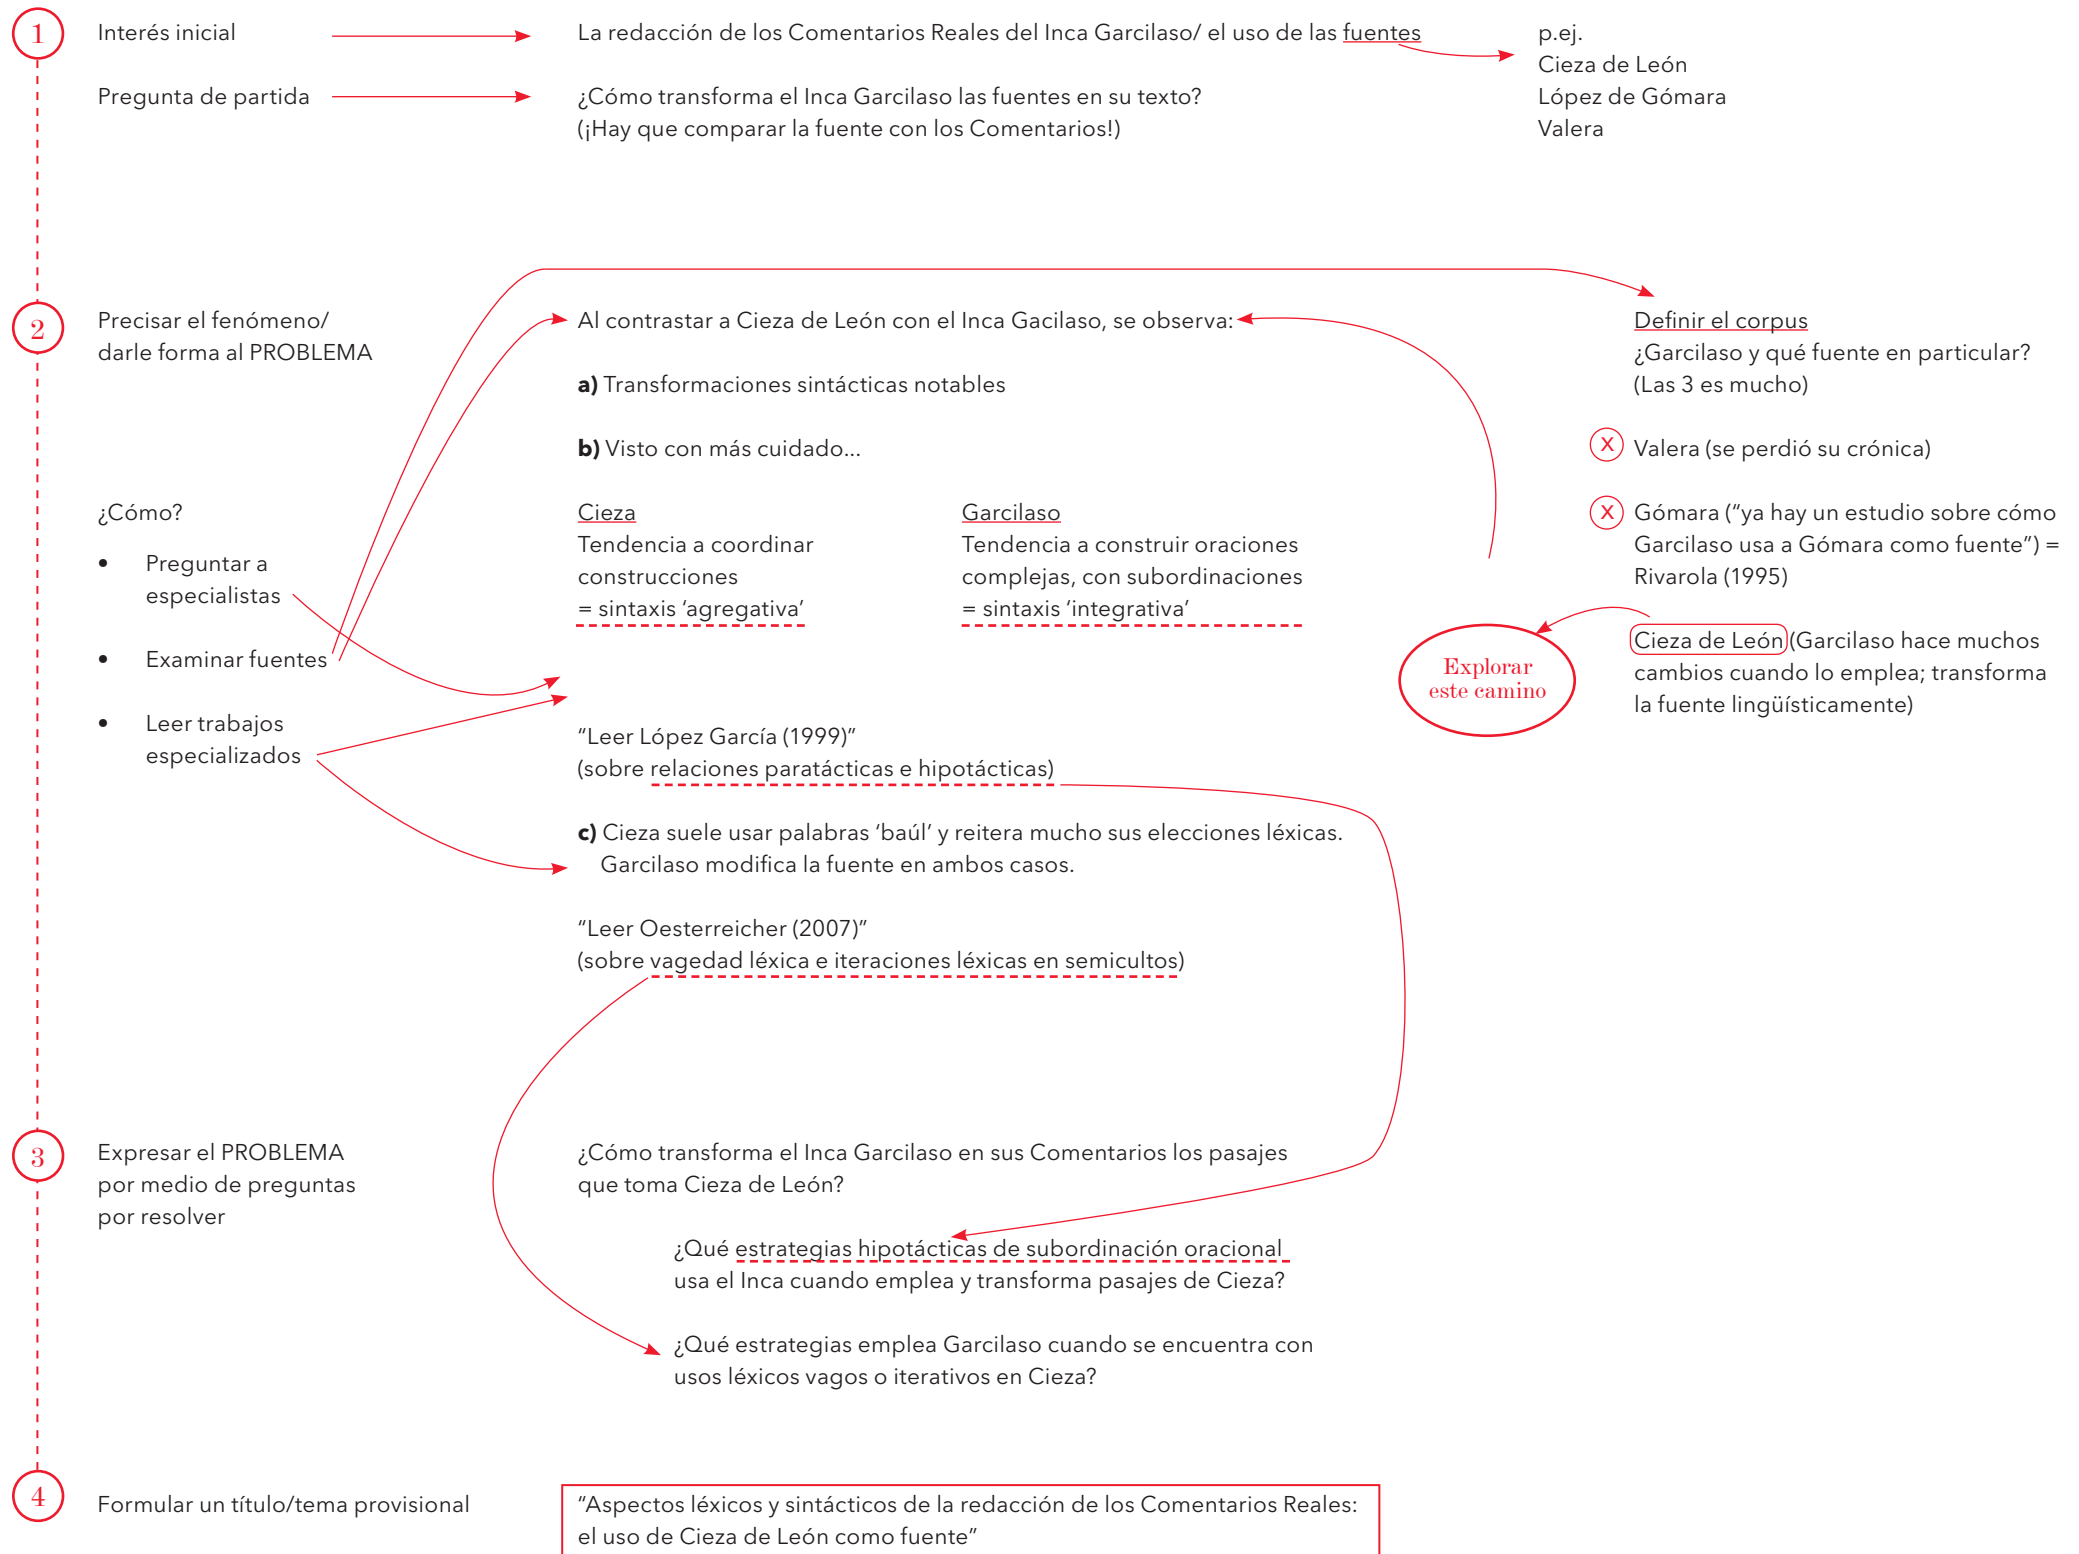 1
Interés inicial
La redacción de los Comentarios Reales del Inca Garcilaso/ el uso de las fuentes
p.ej.
Cieza de León
López de Gómara
Valera
Pregunta de partida
¿Cómo transforma el Inca Garcilaso las fuentes en su texto?
(¡Hay que comparar la fuente con los Comentarios!)
2
Precisar el fenómeno/
darle forma al PROBLEMA
¿Cómo?
• Preguntar a
especialistas
• Examinar fuentes
• Leer trabajos
especializados
Al contrastar a Cieza de León con el Inca Gacilaso, se observa:
a) Transformaciones sintácticas notables
b) Visto con más cuidado...
Cieza
Tendencia a coordinar
construcciones
= sintaxis ‘agregativa’
Garcilaso
Tendencia a construir oraciones
complejas, con subordinaciones
= sintaxis ‘integrativa’
“Leer López García (1999)”
(sobre relaciones paratácticas e hipotácticas)
c) Cieza suele usar palabras ‘baúl’ y reitera mucho sus elecciones léxicas.
Garcilaso modifica la fuente en ambos casos.
“Leer Oesterreicher (2007)”
(sobre vagedad léxica e iteraciones léxicas en semicultos)
Definir el corpus
¿Garcilaso y qué fuente en particular?
(Las 3 es mucho)
X Valera (se perdió su crónica)
X Gómara (“ya hay un estudio sobre cómo
Garcilaso usa a Gómara como fuente”) =
Rivarola (1995)
Cieza de León (Garcilaso hace muchos
cambios cuando lo emplea; transforma
la fuente lingüísticamente)
Explorar
este camino
3
Expresar el PROBLEMA
por medio de preguntas
por resolver
¿Cómo transforma el Inca Garcilaso en sus Comentarios los pasajes
que toma Cieza de León?
¿Qué estrategias hipotácticas de subordinación oracional
usa el Inca cuando emplea y transforma pasajes de Cieza?
¿Qué estrategias emplea Garcilaso cuando se encuentra con
usos léxicos vagos o iterativos en Cieza?
4
Formular un título/tema provisional
“Aspectos léxicos y sintácticos de la redacción de los Comentarios Reales:
el uso de Cieza de León como fuente”